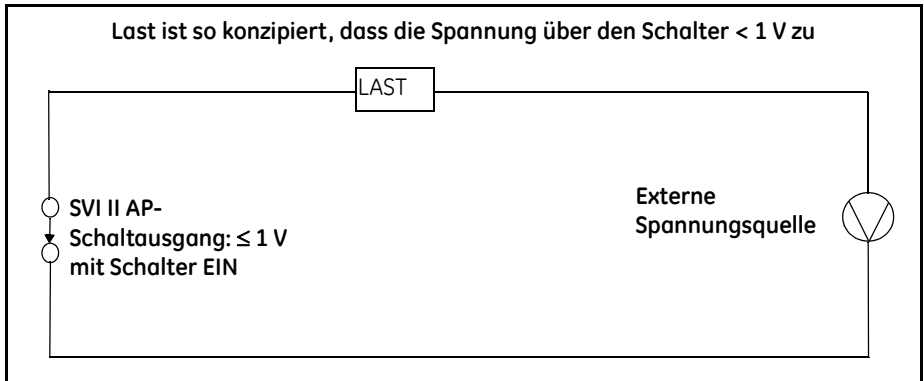 Last ist so konzipiert, dass die Spannung über den Schalter < 1 V zu
LAST
SVI II AP-
Schaltausgang: ≤ 1 V
mit Schalter EIN
Externe
Spannungsquelle
V